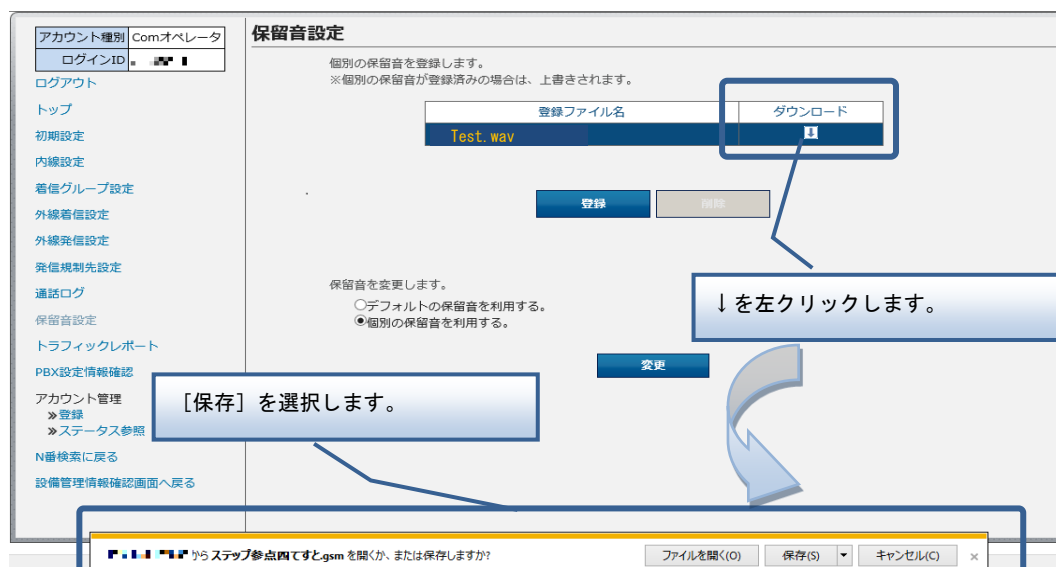 アカウント種別 Comオペレータ
ログインID
ログアウト
トップ
初期設定
内線設定
着信グループ設定
外線着信設定
外線発信設定
発信規制先設定
通話ログ
保留音設定
トラフィックレポート
PBX設定情報確認
アカウント管理
»登録
»ステータス参照
N番検索に戻る
設備管理情報確認画面へ戻る
保留音設定
個別の保留音を登録します。
※個別の保留音が登録済みの場合は、上書きされます。
登録ファイル名 ダウンロード
Test.wav ↓
登録 削除
保留音を変更します。
デフォルトの保留音を利用する。
個別の保留音を利用する。
変更
↓を左クリックします。
[保存] を選択します。
から ステップ参点四てすと.gsm を開くか、または保存しますか?
ファイルを開く(O) 保存(S) キャンセル(C) ×